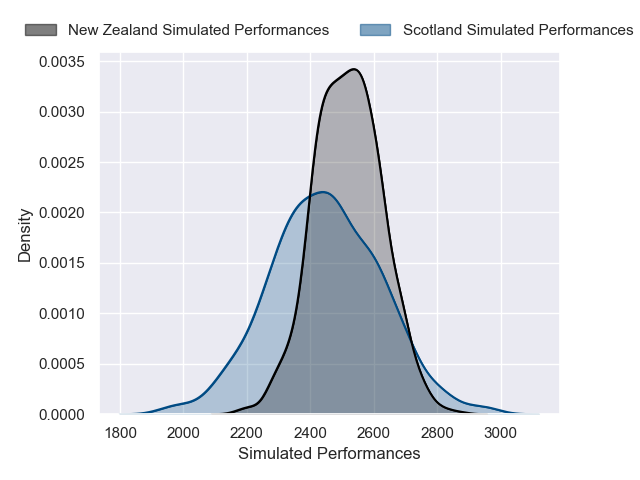 New Zealand Simulated Performances
Scotland Simulated Performances
0.0035
0.0030
0.0025
0.0020
0.0015
0.0010
0.0005
0.0000
Density
1800 2000 2200 2400 2600 2800 3000
Simulated Performances